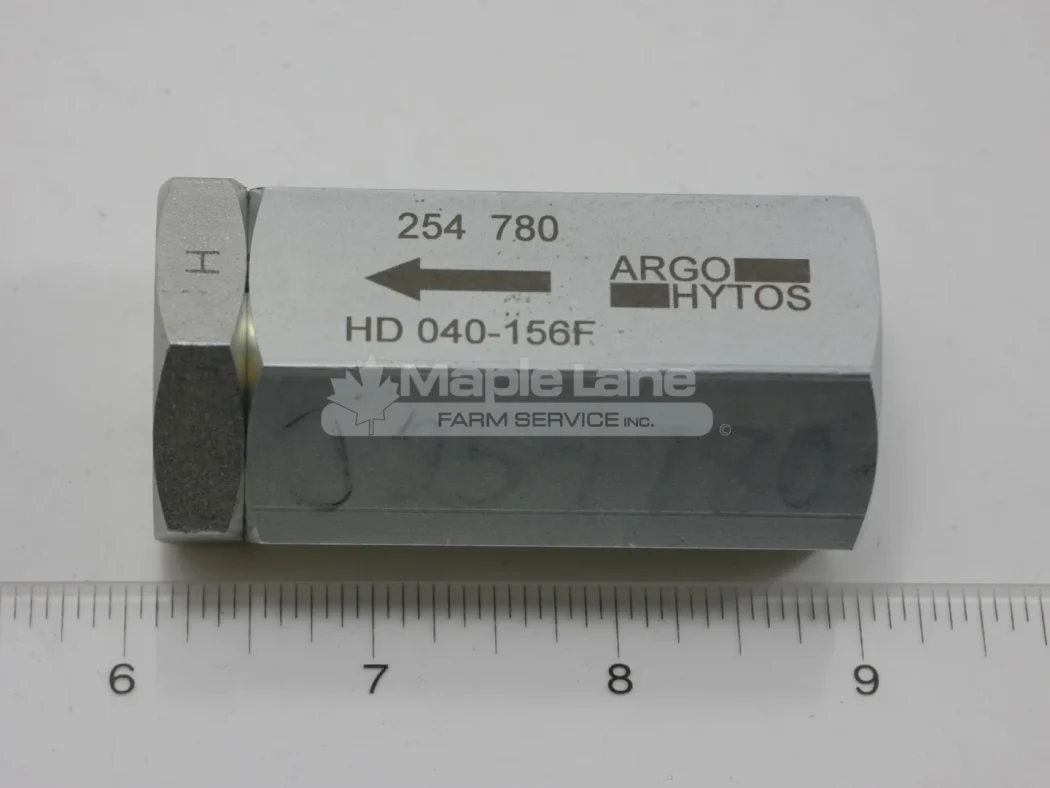 254 780
ARGO
HYTOS
HD 040-156F
H
Maple Lane
FARM SERVICE INC.
©
6 7 8 9